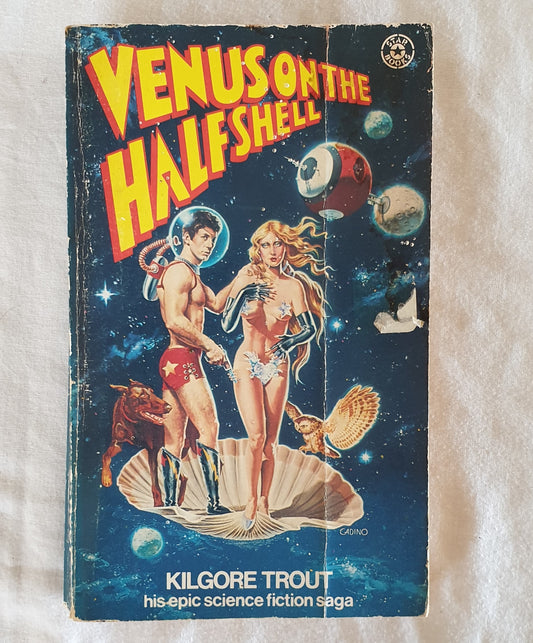 VENUS ON THE
HALF SHELL
STAR
BOOKS
CADINO
KILGORE TROUT
his epic science fiction saga